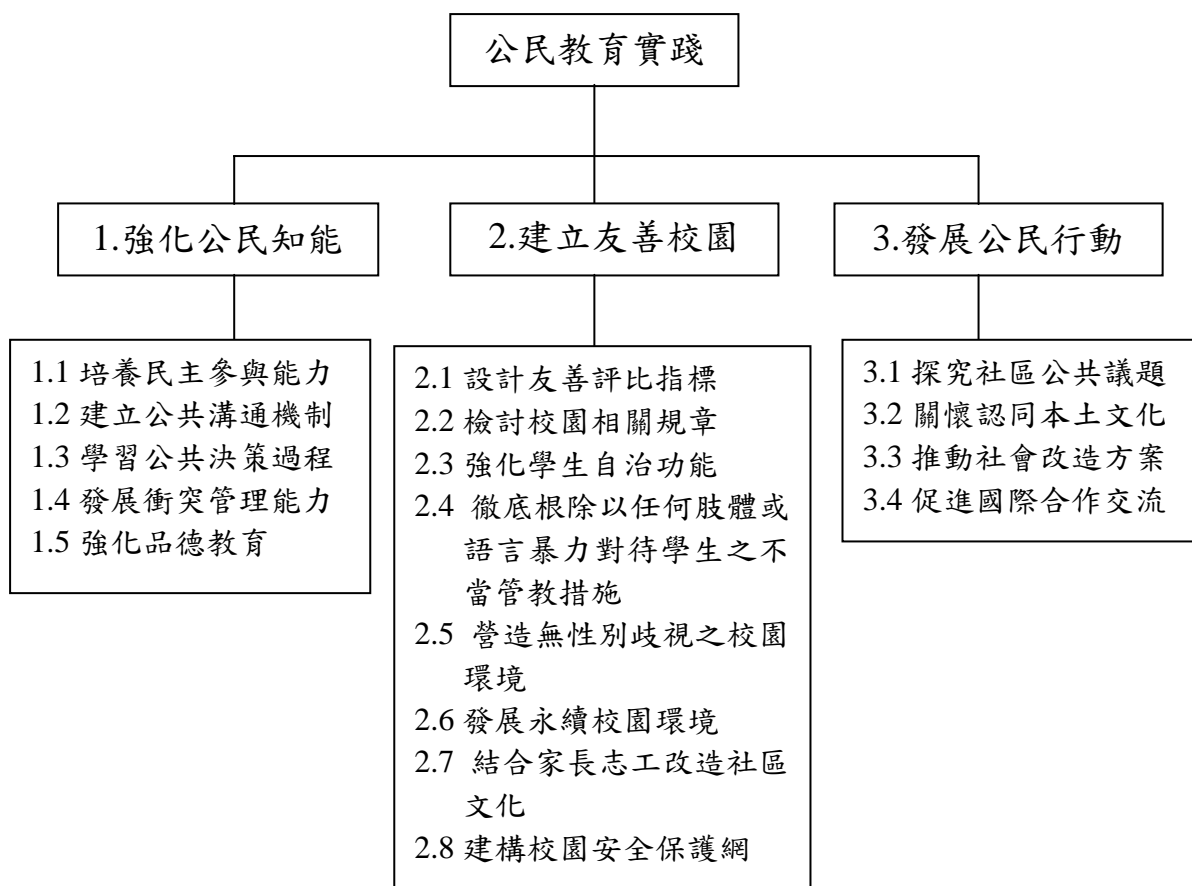 公民教育實踐
1.強化公民知能
2.建立友善校園
3.發展公民行動
1.1 培養民主參與能力
1.2 建立公共溝通機制
1.3 學習公共決策過程
1.4 發展衝突管理能力
1.5 強化品德教育
2.1 設計友善評比指標
2.2 檢討校園相關規章
2.3 強化學生自治功能
2.4 徹底根除以任何肢體或
語言暴力對待學生之不
當管教措施
2.5 營造無性別歧視之校園
環境
2.6 發展永續校園環境
2.7 結合家長志工改造社區
文化
2.8 建構校園安全保護網
3.1 探究社區公共議題
3.2 關懷認同本土文化
3.3 推動社會改造方案
3.4 促進國際合作交流